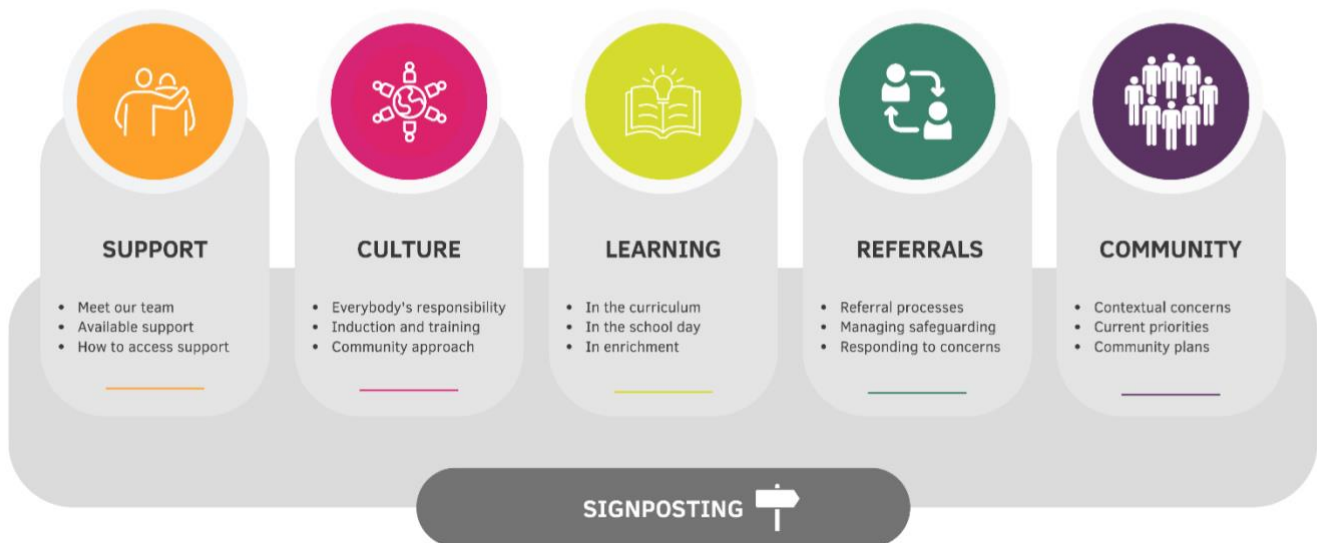 SUPPORT
• Meet our team
• Available support
• How to access support
CULTURE
• Everybody's responsibility
• Induction and training
• Community approach
LEARNING
• In the curriculum
• In the school day
• In enrichment
REFERRALS
• Referral processes
• Managing safeguarding
• Responding to concerns
COMMUNITY
• Contextual concerns
• Current priorities
• Community plans
SIGNPOSTING